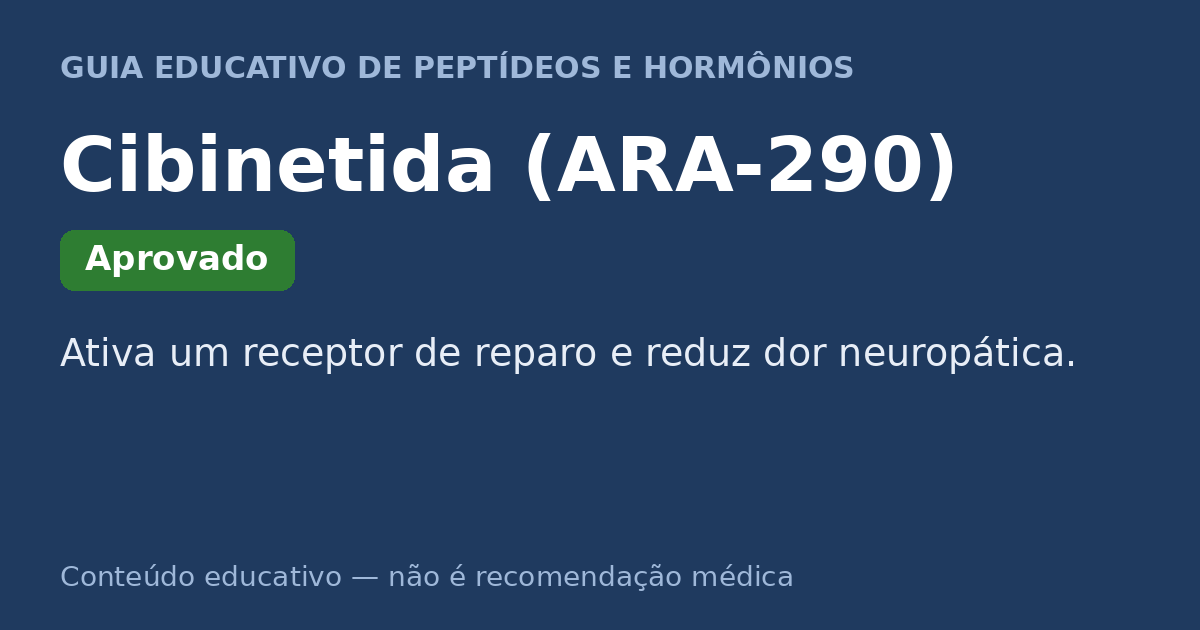 GUIA EDUCATIVO DE PEPTÍDEOS E HORMÔNIOS
Cibinetida (ARA-290)
Aprovado
Ativa um receptor de reparo e reduz dor neuropática.
Conteúdo educativo — não é recomendação médica